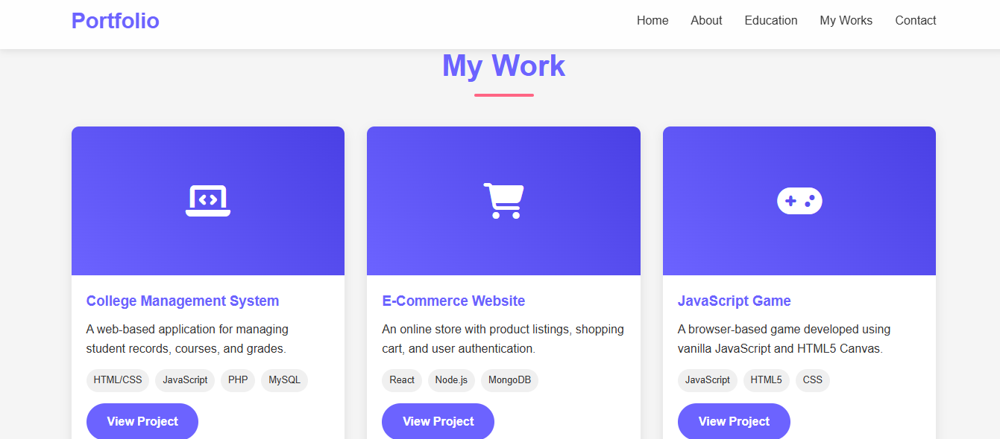 Portfolio
Home
About
Education
My Works
Contact
My Work
College Management System
A web-based application for managing
student records, courses, and grades.
HTML/CSS
JavaScript
PHP
MySQL
View Project
E-Commerce Website
An online store with product listings, shopping
cart, and user authentication.
React
Node.js
MongoDB
View Project
JavaScript Game
A browser-based game developed using
vanilla JavaScript and HTML5 Canvas.
JavaScript
HTML5
CSS
View Project